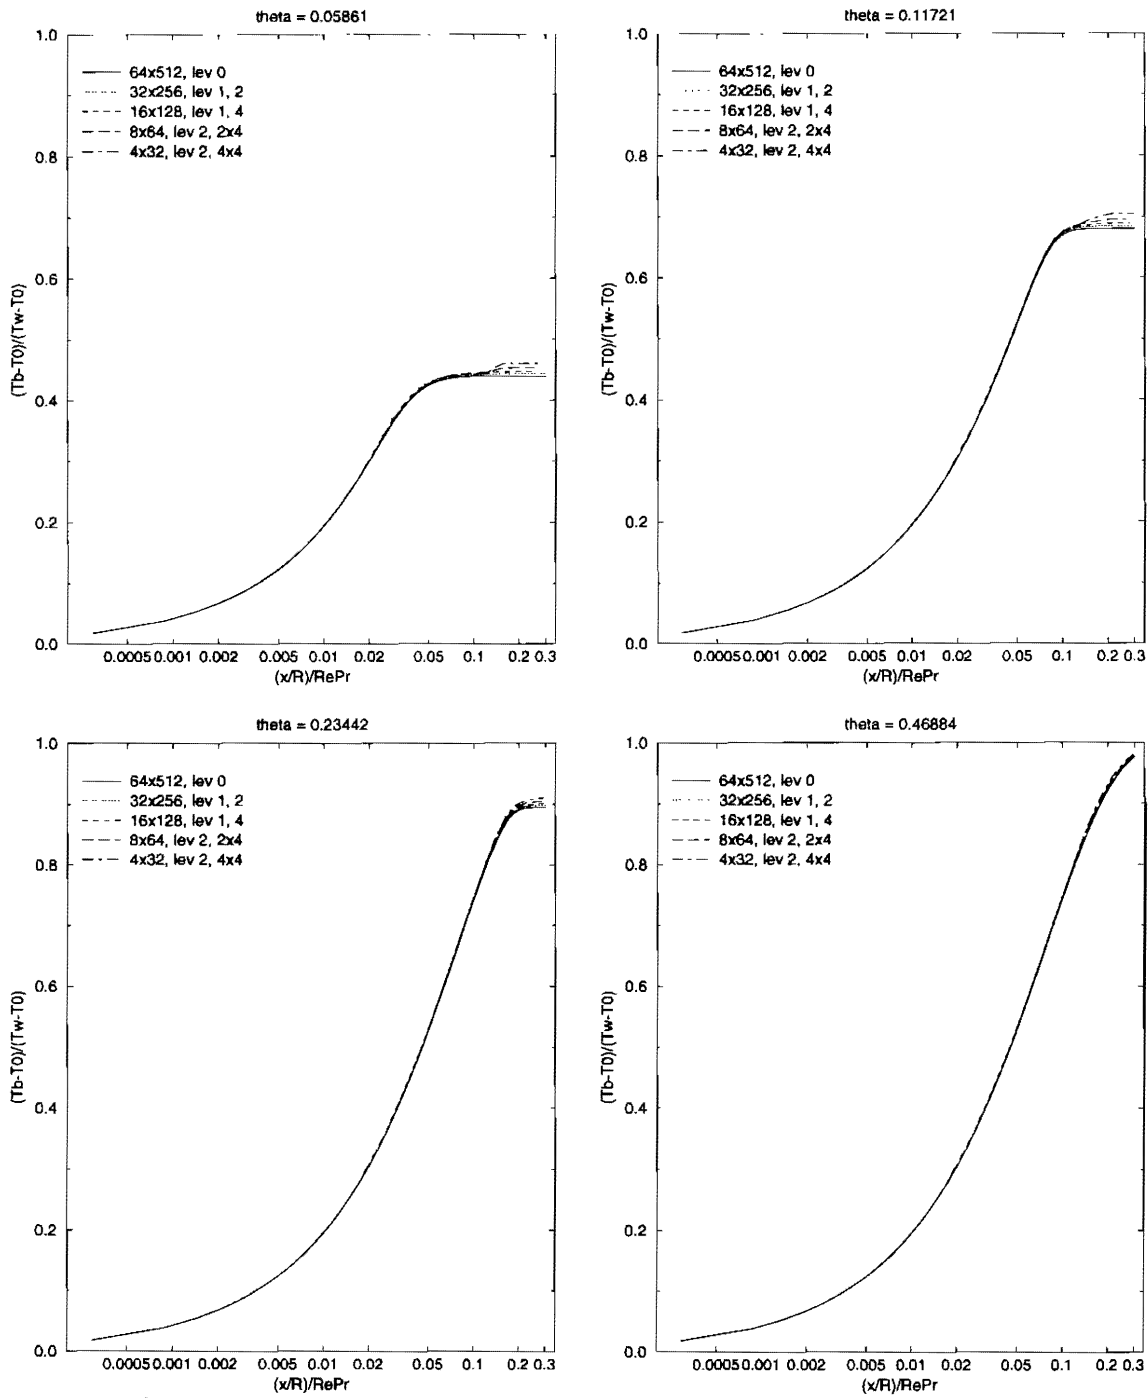 theta = 0.05861
1.0
64x512, lev 0
32x256, lev 1, 2
16x128, lev 1, 4
8x64, lev 2, 2x4
4x32, lev 2, 4x4
0.8
0.6
(Tb-T0)/(Tw-T0)
0.4
0.2
0.0
0.0005 0.001 0.002 0.005 0.01 0.02 0.05 0.1 0.2 0.3
(x/R)/RePr
theta = 0.11721
1.0
64x512, lev 0
32x256, lev 1, 2
16x128, lev 1, 4
8x64, lev 2, 2x4
4x32, lev 2, 4x4
0.8
0.6
(Tb-T0)/(Tw-T0)
0.4
0.2
0.0
0.0005 0.001 0.002 0.005 0.01 0.02 0.05 0.1 0.2 0.3
(x/R)/RePr
theta = 0.23442
1.0
64x512, lev 0
32x256, lev 1, 2
16x128, lev 1, 4
8x64, lev 2, 2x4
4x32, lev 2, 4x4
0.8
0.6
(Tb-T0)/(Tw-T0)
0.4
0.2
0.0
0.0005 0.001 0.002 0.005 0.01 0.02 0.05 0.1 0.2 0.3
(x/R)/RePr
theta = 0.46884
1.0
64x512, lev 0
32x256, lev 1, 2
16x128, lev 1, 4
8x64, lev 2, 2x4
4x32, lev 2, 4x4
0.8
0.6
(Tb-T0)/(Tw-T0)
0.4
0.2
0.0
0.0005 0.001 0.002 0.005 0.01 0.02 0.05 0.1 0.2 0.3
(x/R)/RePr